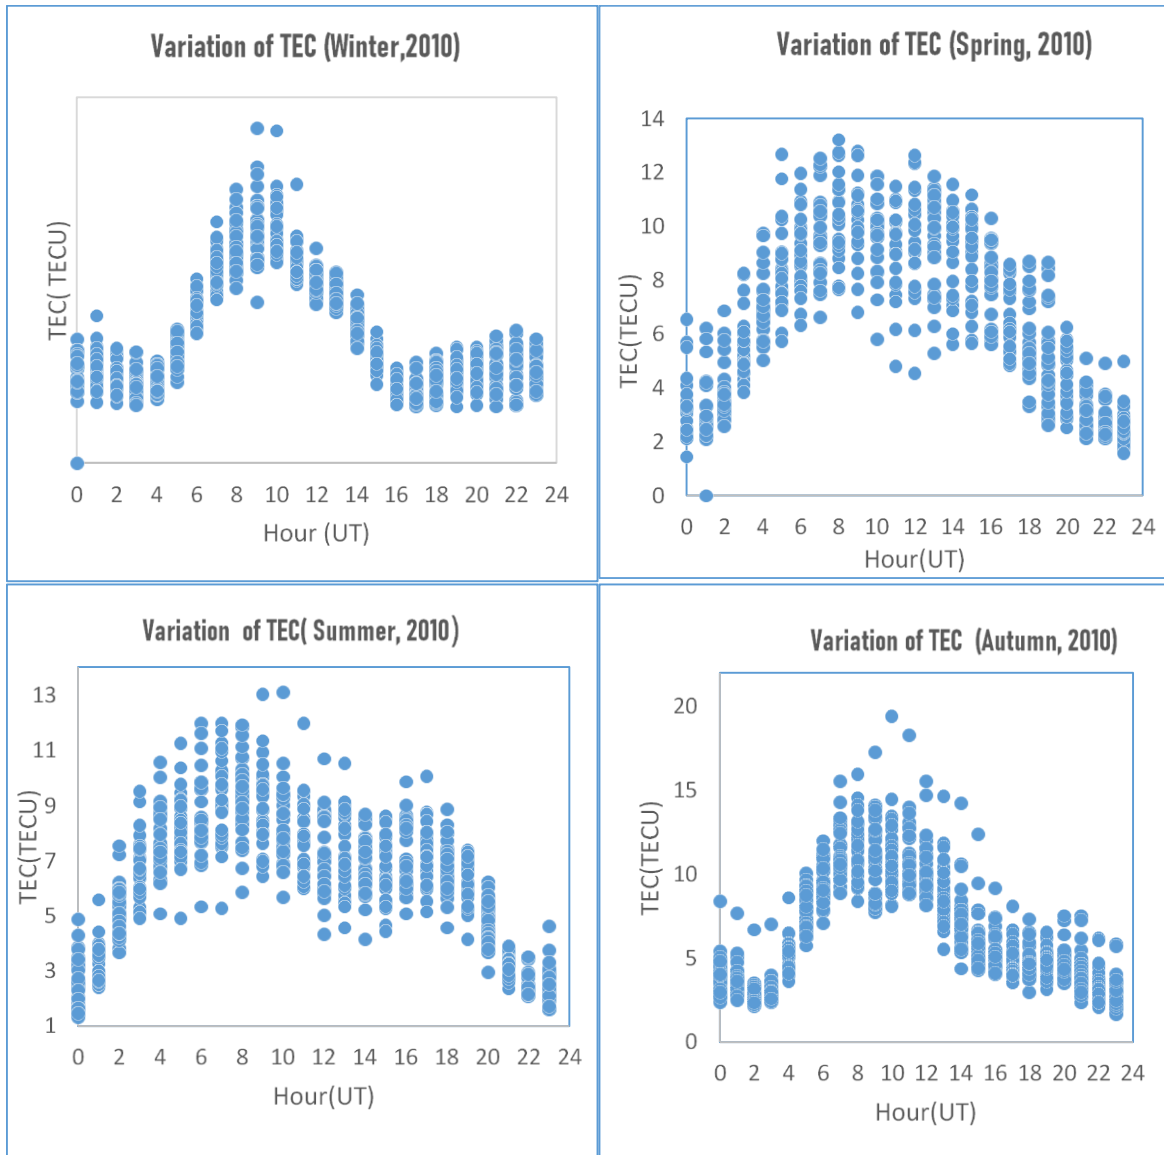 Variation of TEC (Winter,2010)
TEC( TECU)
0 2 4 6 8 10 12 14 16 18 20 22 24
Hour (UT)
Variation of TEC (Spring, 2010)
TEC(TECU)
14
12
10
8
6
4
2
0
0 2 4 6 8 10 12 14 16 18 20 22 24
Hour(UT)
Variation of TEC( Summer, 2010)
TEC(TECU)
13
11
9
7
5
3
1
0 2 4 6 8 10 12 14 16 18 20 22 24
Hour(UT)
Variation of TEC (Autumn, 2010)
TEC(TECU)
20
15
10
5
0
0 2 4 6 8 10 12 14 16 18 20 22 24
Hour(UT)